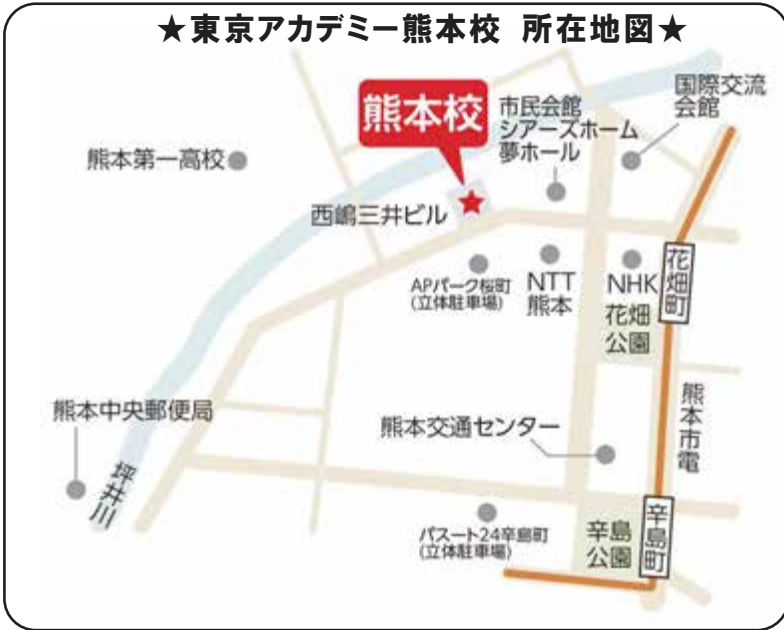 ★東京アカデミー熊本校 所在地図★
国際交流
会館
市民会館
シアーズホーム
夢ホール
熊本校
熊本第一高校
西嶋三井ビル
APパーク桜町
(立体駐車場)
NTT
熊本
NHK
花畑
公園
花畑町
熊本市電
熊本中央郵便局
熊本交通センター
坪井川
パスート24辛島町
(立体駐車場)
辛島
公園
辛島町